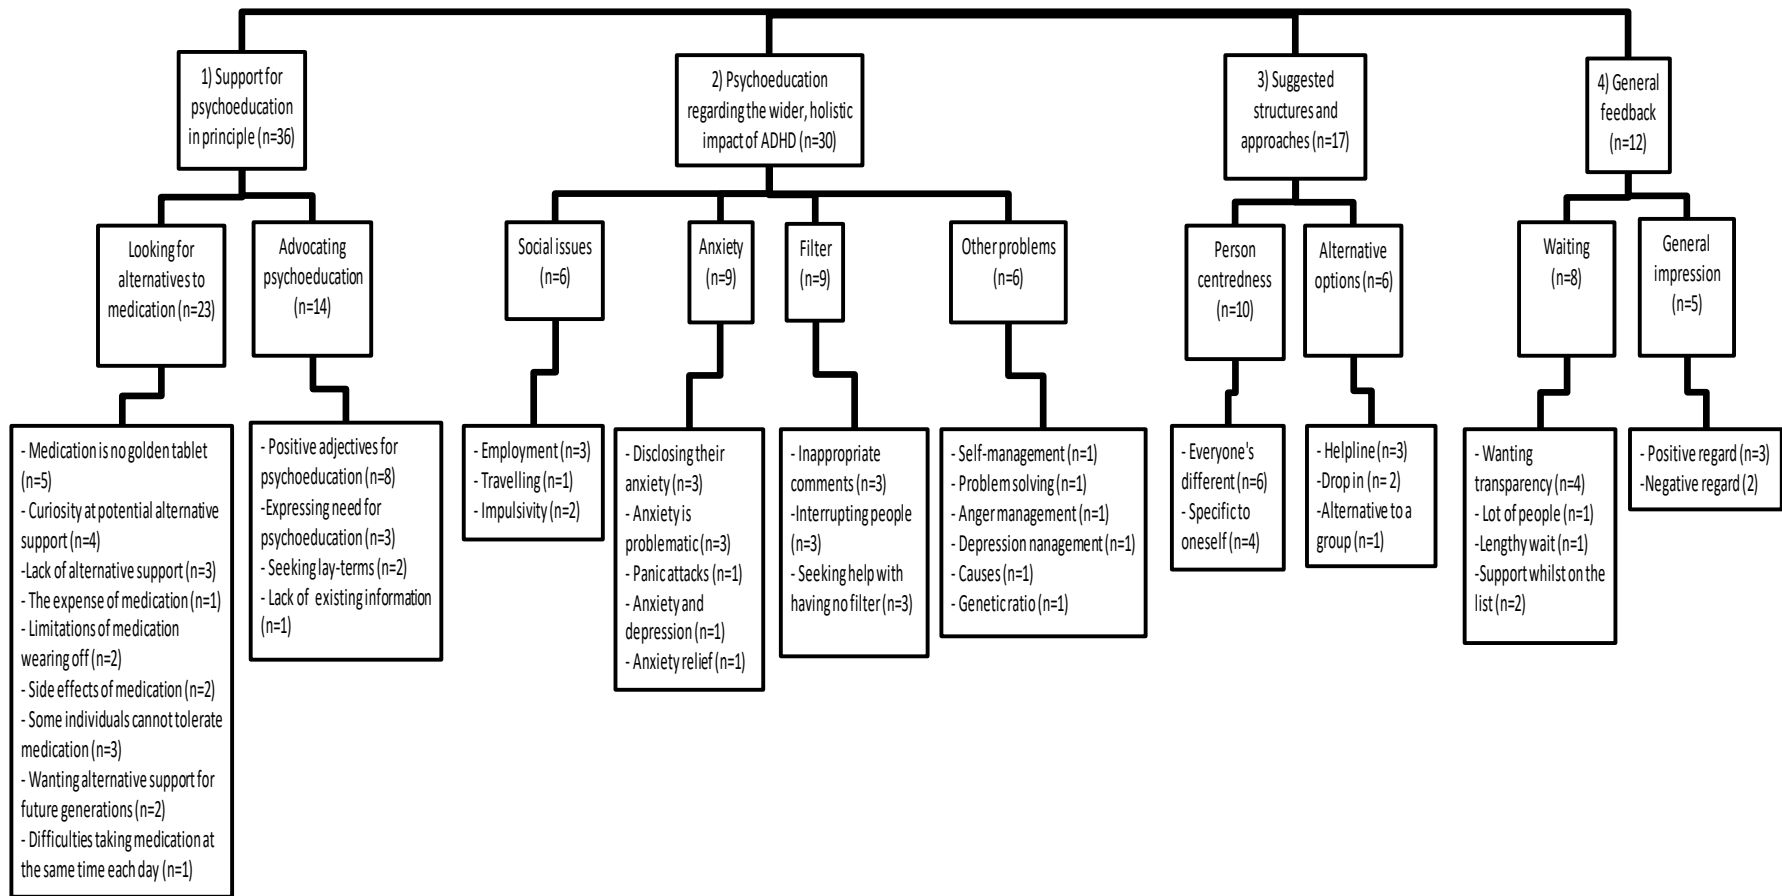 1) Support for
psychoeducation
in principle (n=36)
2) Psychoeducation
regarding the wider, holistic
impact of ADHD (n=30)
3) Suggested
structures and
approaches (n=17)
4) General
feedback
(n=12)
Looking for
alternatives to
medication (n=23)
Advocating
psychoeducation
(n=14)
Social issues
(n=6)
Anxiety
(n=9)
Filter
(n=9)
Other problems
(n=6)
Person
centredness
(n=10)
Alternative
options (n=6)
Waiting
(n=8)
General
impression
(n=5)
- Medication is no golden tablet
(n=5)
- Curiosity at potential alternative
support (n=4)
-Lack of alternative support (n=3)
- The expense of medication (n=1)
- Limitations of medication
wearing off (n=2)
- Side effects of medication (n=2)
- Some individuals cannot tolerate
medication (n=3)
- Wanting alternative support for
future generations (n=2)
- Difficulties taking medication at
the same time each day (n=1)
- Positive adjectives for
psychoeducation (n=8)
-Expressing need for
psychoeducation (n=3)
- Seeking lay-terms (n=2)
- Lack of existing information
(n=1)
- Employment (n=3)
- Travelling (n=1)
- Impulsivity (n=2)
- Disclosing their
anxiety (n=3)
- Anxiety is
problematic (n=3)
- Panic attacks (n=1)
- Anxiety and
depression (n=1)
- Anxiety relief (n=1)
- Inappropriate
comments (n=3)
- Interrupting people
(n=3)
- Seeking help with
having no filter (n=3)
- Self-management (n=1)
- Problem solving (n=1)
- Anger management (n=1)
- Depression nanagement (n=1)
- Causes (n=1)
- Genetic ratio (n=1)
- Everyone's
different (n=6)
- Specific to
oneself (n=4)
- Helpline (n=3)
- Drop in (n= 2)
-Alternative to a
group (n=1)
- Wanting
transparency (n=4)
- Lot of people (n=1)
- Lengthy wait (n=1)
-Support whilst on the
list (n=2)
- Positive regard (n=3)
-Negative regard (n=2)